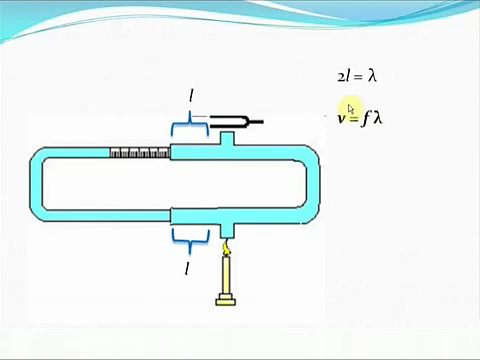 2l = λ
l
v = f λ
l